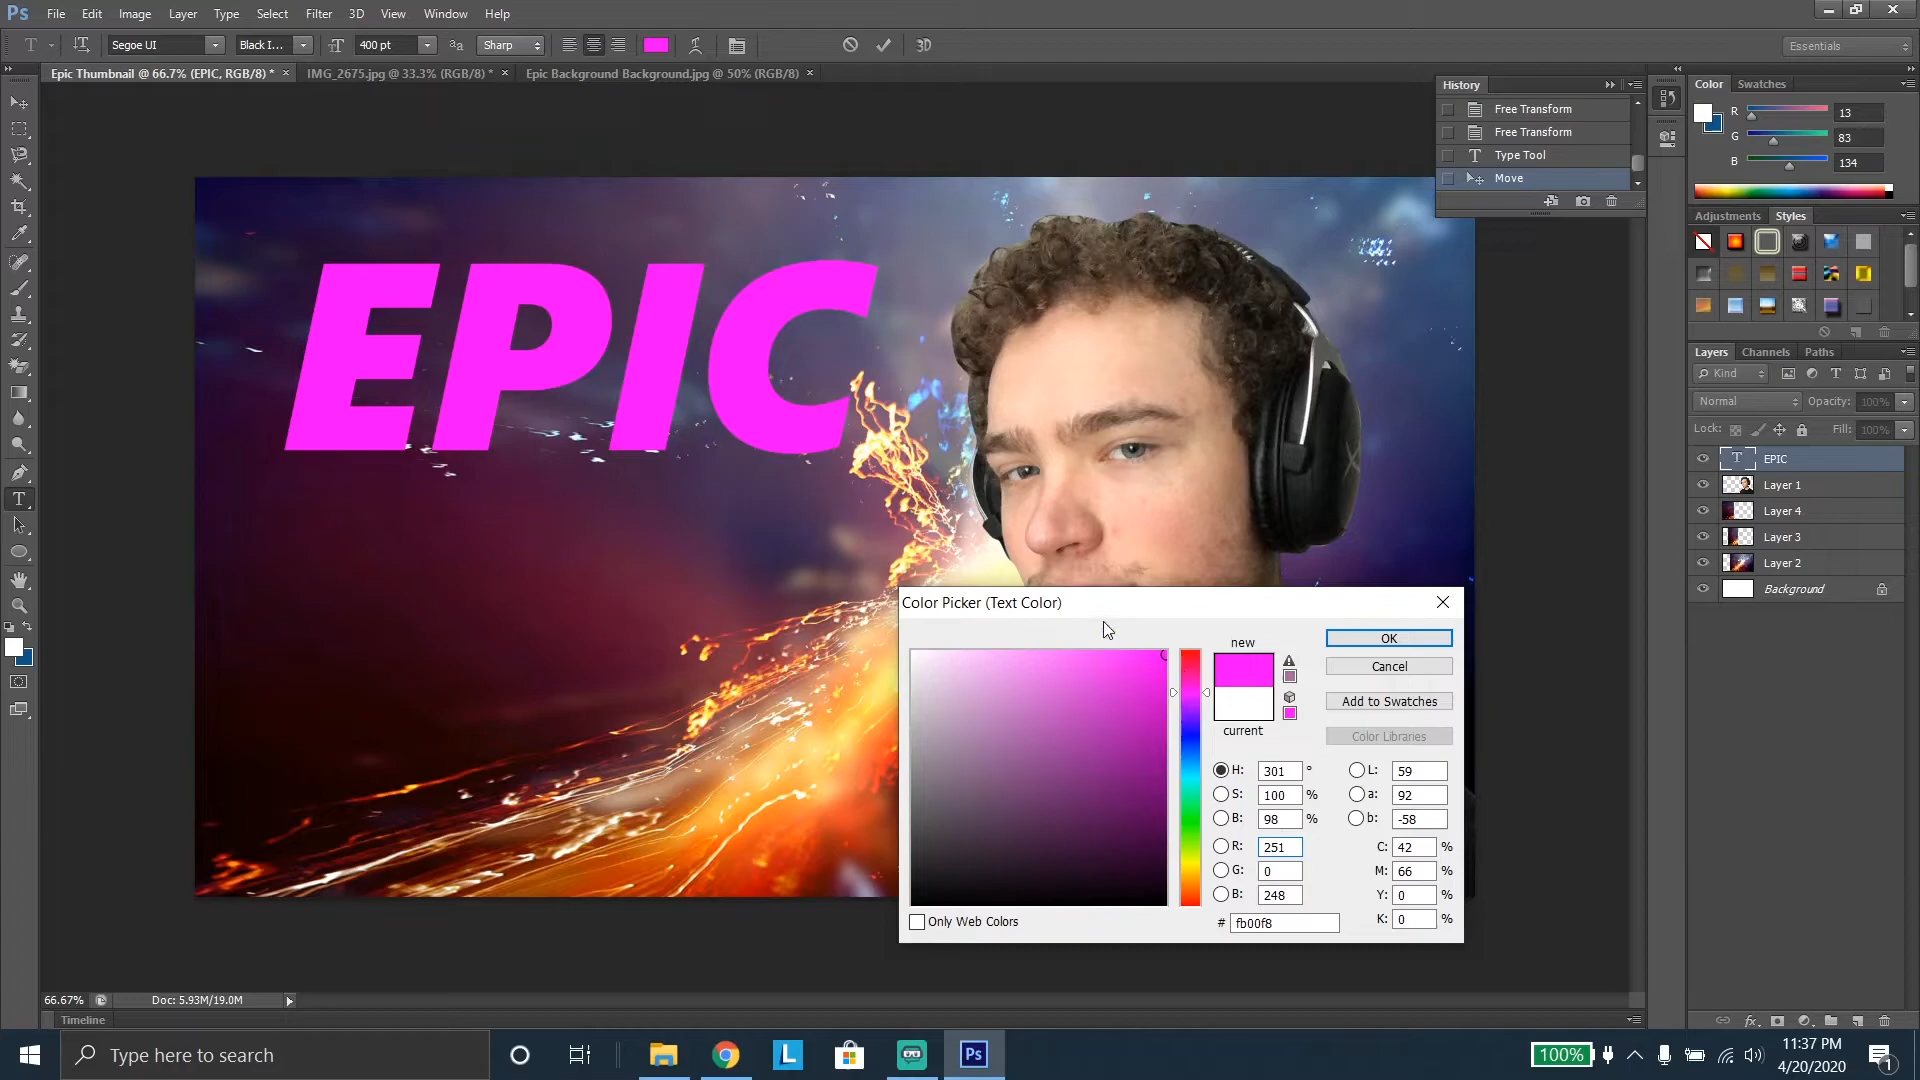 Ps File Edit Image Layer Type Select Filter 3D View Window Help
T Segoe UI Black I... 400 pt Sharp 3D Essentials
Epic Thumbnail @ 66.7% (EPIC, RGB/8) * × IMG_2675.jpg @ 33.3% (RGB/8) * × Epic Background Background.jpg @ 50% (RGB/8) ×
History
Free Transform
Free Transform
Type Tool
Move
Color Swatches
R 13
G 83
B 134
Adjustments Styles
Layers Channels Paths
Kind
Normal Opacity: 100%
Lock: Fill: 100%
EPIC
Layer 1
Layer 4
Layer 3
Layer 2
Background
EPIC
Color Picker (Text Color)
new
current
OK
Cancel
Add to Swatches
Color Libraries
H: 301 °
S: 100 %
B: 98 %
R: 251
G: 0
B: 248
# fb00f8
L: 59
a: 92
b: -58
C: 42 %
M: 66 %
Y: 0 %
K: 0 %
Only Web Colors
66.67% Doc: 5.93M/19.0M
Timeline
Type here to search
L
Ps
100%
11:37 PM
4/20/2020
1